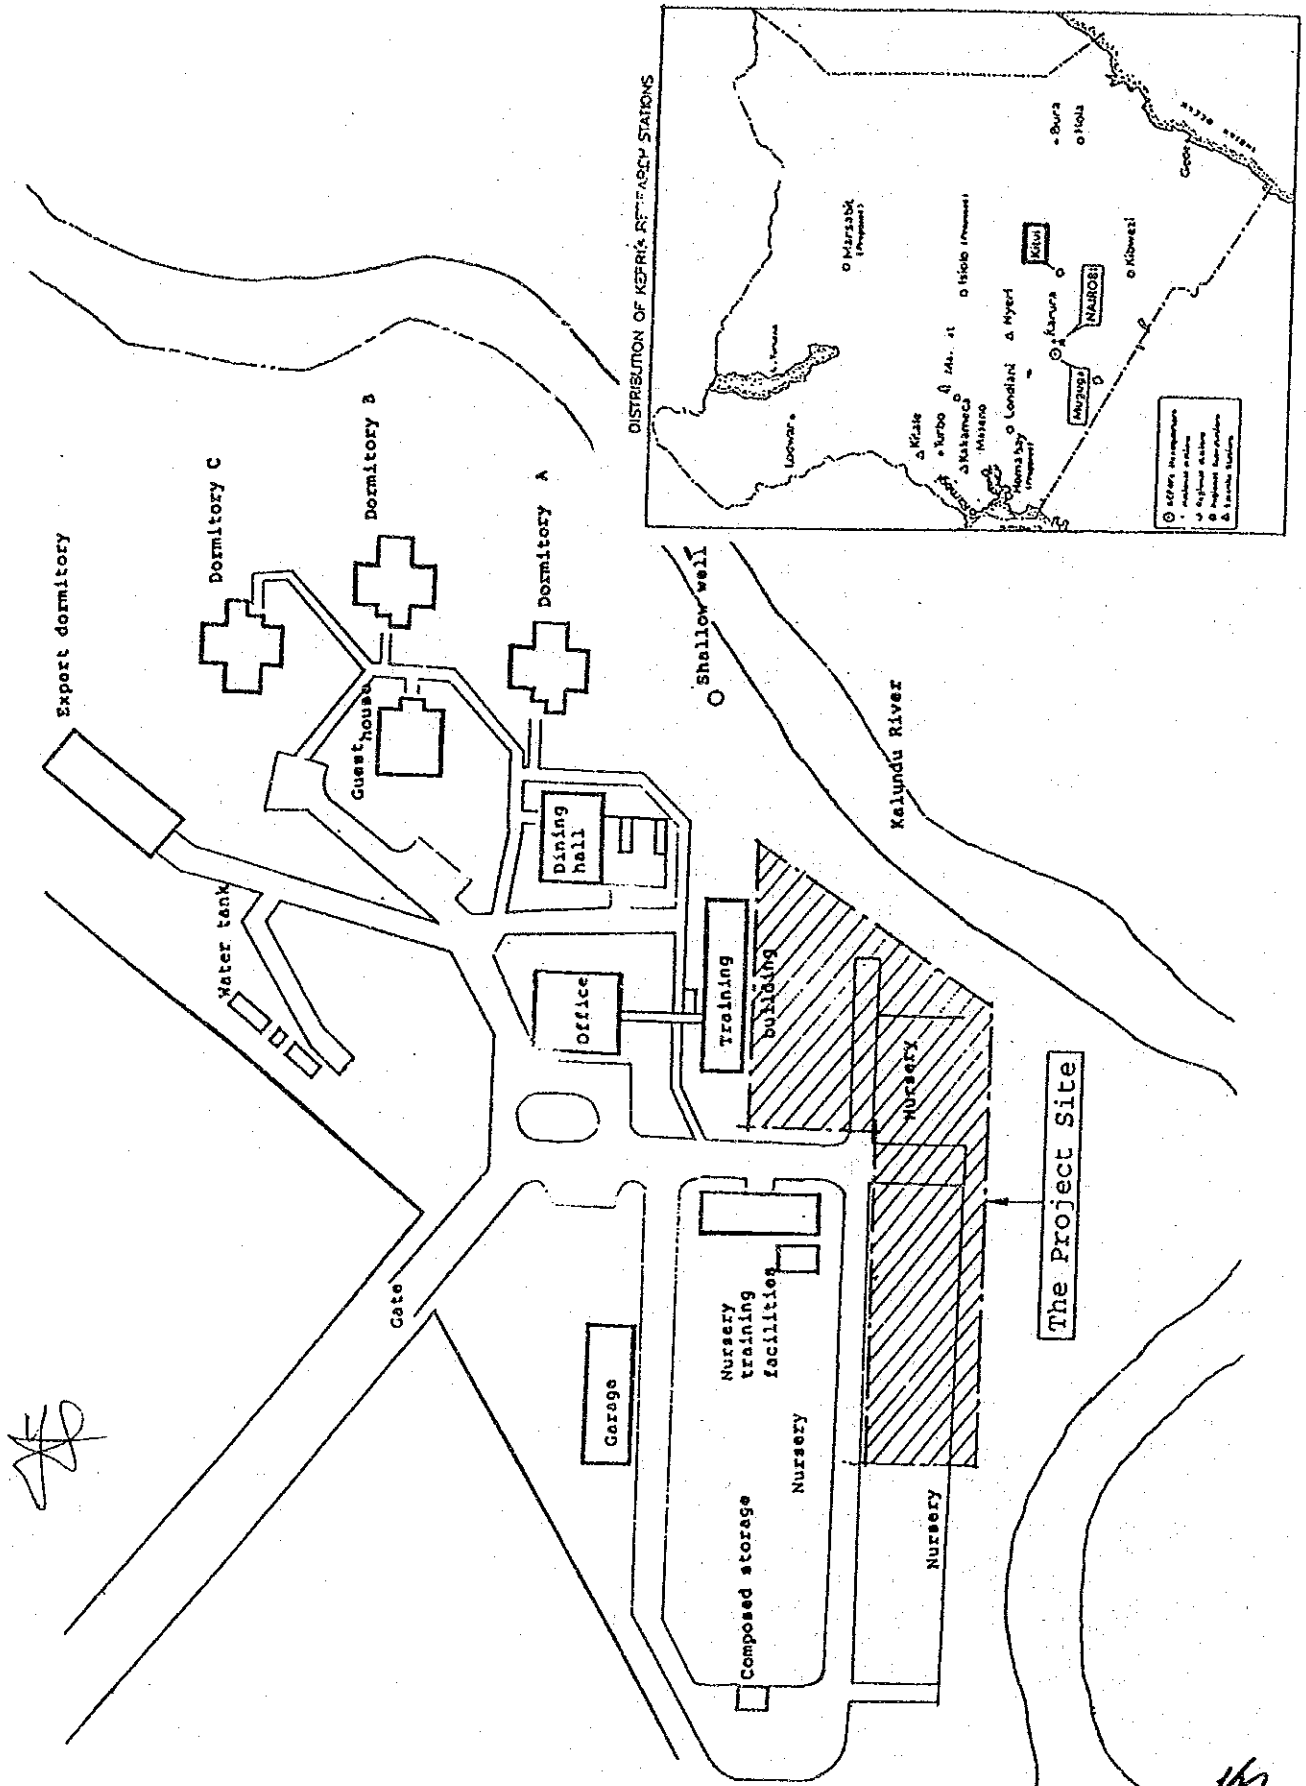 Expert dormitory
Dormitory C
Dormitory B
Dormitory A
Guest
house
Water tank
Dining
hall
Office
Training
building
Shallow well
Kalundu River
Gate
Garage
Nursery
training
facilities
Nursery
Composed storage
Nursery
Nursery
The Project Site
DISTRIBUTION OF KEFRI'S RESEARCH STATIONS
Lodwar
Marsabit
Kitale
Turbo
Kakamega
Maseno
Homabay
Londiani
Nyeri
Isiolo
Kitui
Karura
NAIROBI
Muguga
Kibwezi
Bura
Hola
Gede